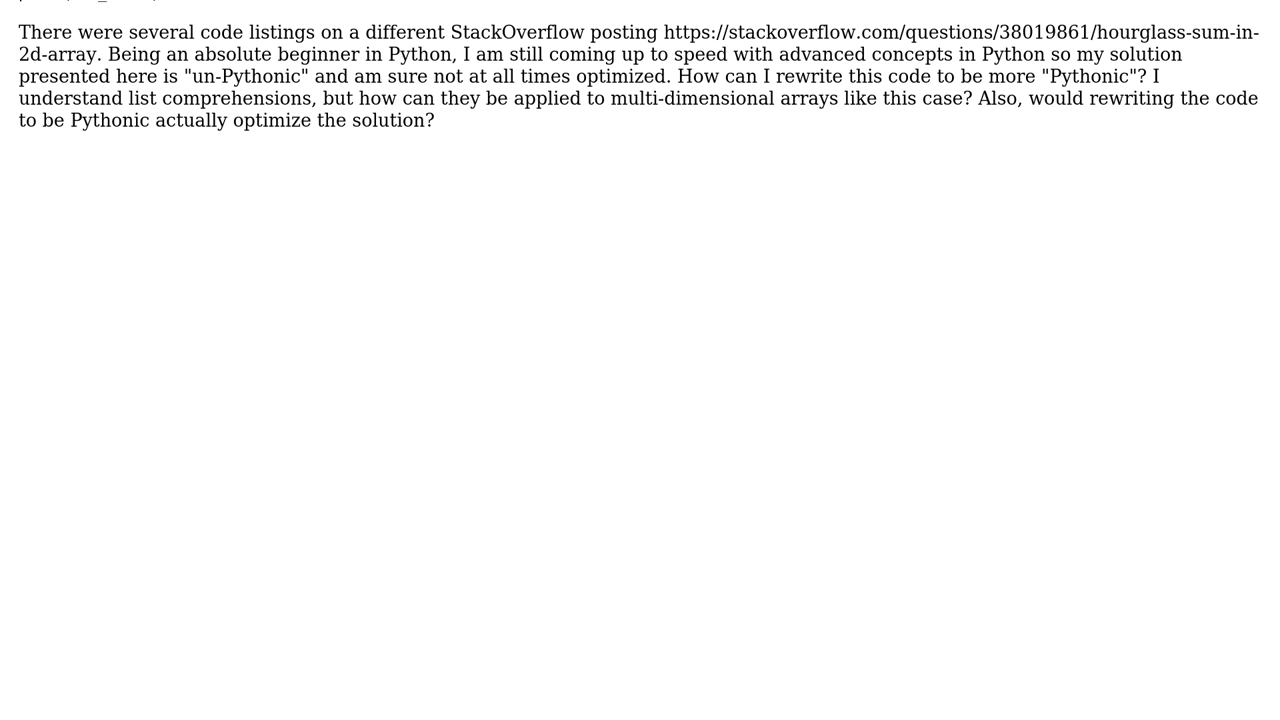 There were several code listings on a different StackOverflow posting https://stackoverflow.com/questions/38019861/hourglass-sum-in-
2d-array. Being an absolute beginner in Python, I am still coming up to speed with advanced concepts in Python so my solution
presented here is "un-Pythonic" and am sure not at all times optimized. How can I rewrite this code to be more "Pythonic"? I
understand list comprehensions, but how can they be applied to multi-dimensional arrays like this case? Also, would rewriting the code
to be Pythonic actually optimize the solution?